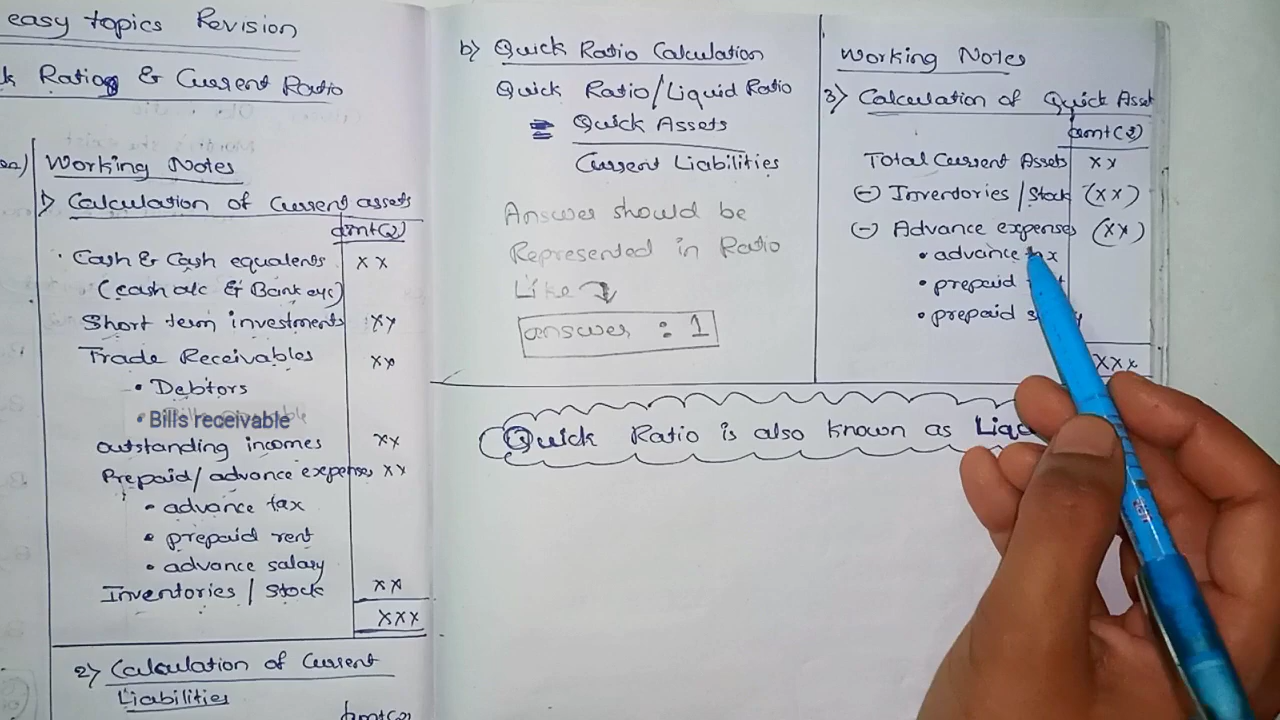 easy topics Revision
k Ratios & Current Ratio
Working Notes
1) Calculation of Current assets
amt(₹)
Cash & Cash equalents xx
(cash a/c & Bank a/c)
Short term investments xx
Trade Receivables xx
• Debtors
• Bills receivable
outstanding incomes xx
Prepaid/advance expenses xx
• advance tax
• prepaid rent
• advance salary
Inventories / Stock xx
xxx
2) Calculation of Current
Liabilities
amt(₹)
b) Quick Ratio Calculation
Quick Ratio/Liquid Ratio
= Quick Assets
Current Liabilities
Answer should be
Represented in Ratio
Like
answer : 1
Quick Ratio is also known as Liqu
Working Notes
3) Calculation of Quick Asset
amt(₹)
Total Current Assets xx
(-) Inventories / Stock (xx)
(-) Advance expenses (xx)
• advance
• prepaid
• prepaid
xxx